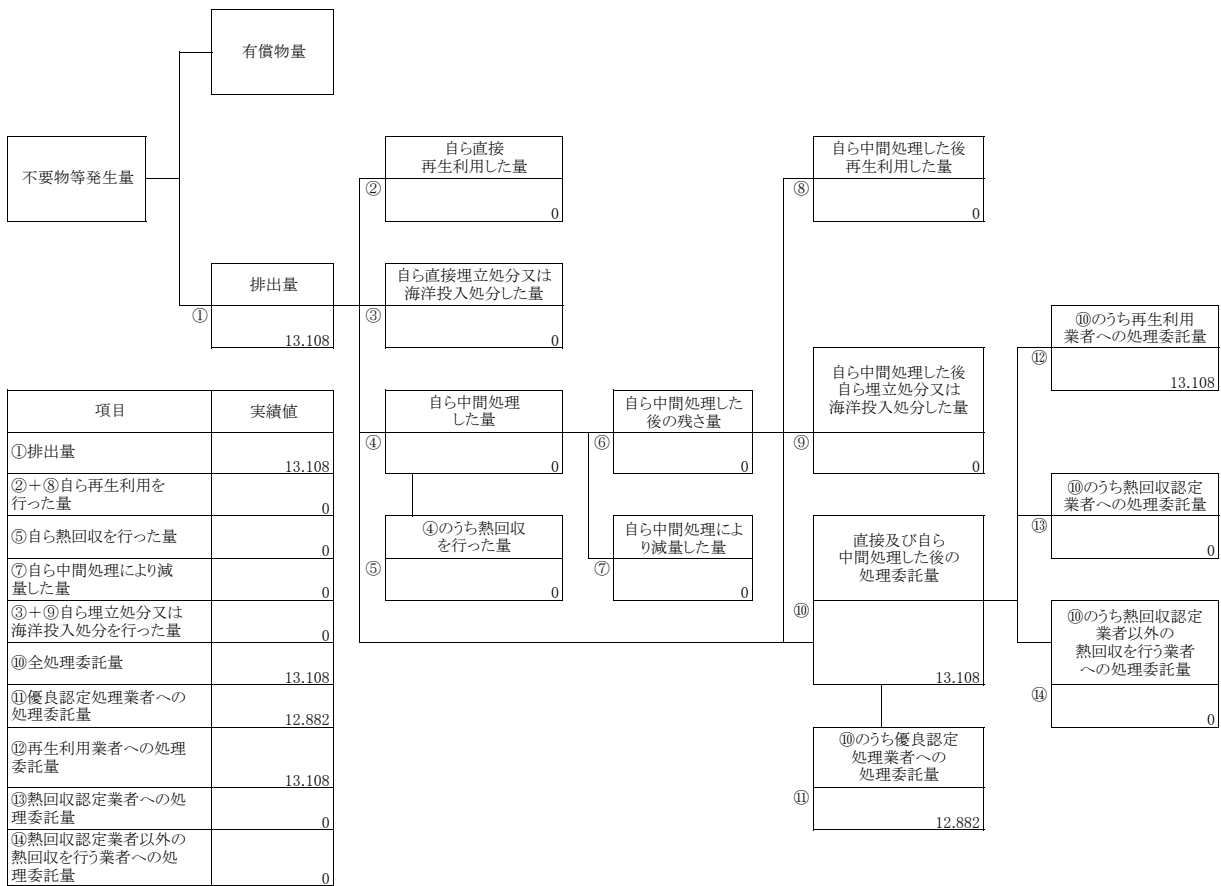 有償物量
不要物等発生量
排出量
①
13.108
自ら直接
再生利用した量
②
0
自ら直接埋立処分又は
海洋投入処分した量
③
0
自ら中間処理
した量
④
0
④のうち熱回収
を行った量
⑤
0
自ら中間処理した
後の残さ量
⑥
0
自ら中間処理によ
り減量した量
⑦
0
自ら中間処理した後
再生利用した量
⑧
0
自ら中間処理した後
自ら埋立処分又は
海洋投入処分した量
⑨
0
直接及び自ら
中間処理した後の
処理委託量
⑩
13.108
⑩のうち優良認定
処理業者への
処理委託量
⑪
12.882
⑩のうち再生利用
業者への処理委託量
⑫
13.108
⑩のうち熱回収認定
業者への処理委託量
⑬
0
⑩のうち熱回収認定
業者以外の
熱回収を行う業者
への処理委託量
⑭
0
項目 実績値
①排出量
13.108
②+⑧自ら再生利用を
行った量
0
⑤自ら熱回収を行った量
0
⑦自ら中間処理により減
量した量
0
③+⑨自ら埋立処分又は
海洋投入処分を行った量
0
⑩全処理委託量
13.108
⑪優良認定処理業者への
処理委託量
12.882
⑫再生利用業者への処理
委託量
13.108
⑬熱回収認定業者への処
理委託量
0
⑭熱回収認定業者以外の
熱回収を行う業者への処
理委託量
0